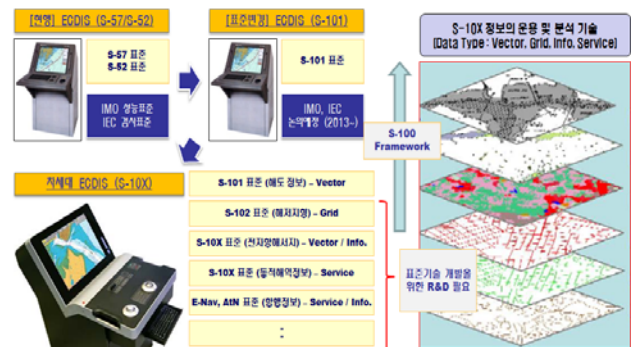 [현행] ECDIS (S-57/S-52)
S-57 표준
S-52 표준
IMO 성능표준
IEC 검사표준
[표준변경] ECDIS (S-101)
S-101 표준
IMO, IEC
논의예정 (2013~)
S-10X 정보의 운용 및 분석 기술
(Data Type : Vector, Grid, Info, Service)
S-100
Framework
차세대 ECDIS (S-10X)
S-101 표준 (해도 정보) – Vector
S-102 표준 (해저지형) – Grid
S-10X 표준 (전자항해서지) – Vector / Info.
S-10X 표준 (동적해역정보) – Service
E-Nav, AtN 표준 (항행정보) – Service / Info.
:
표준기술 개발을
위한 R&D 필요